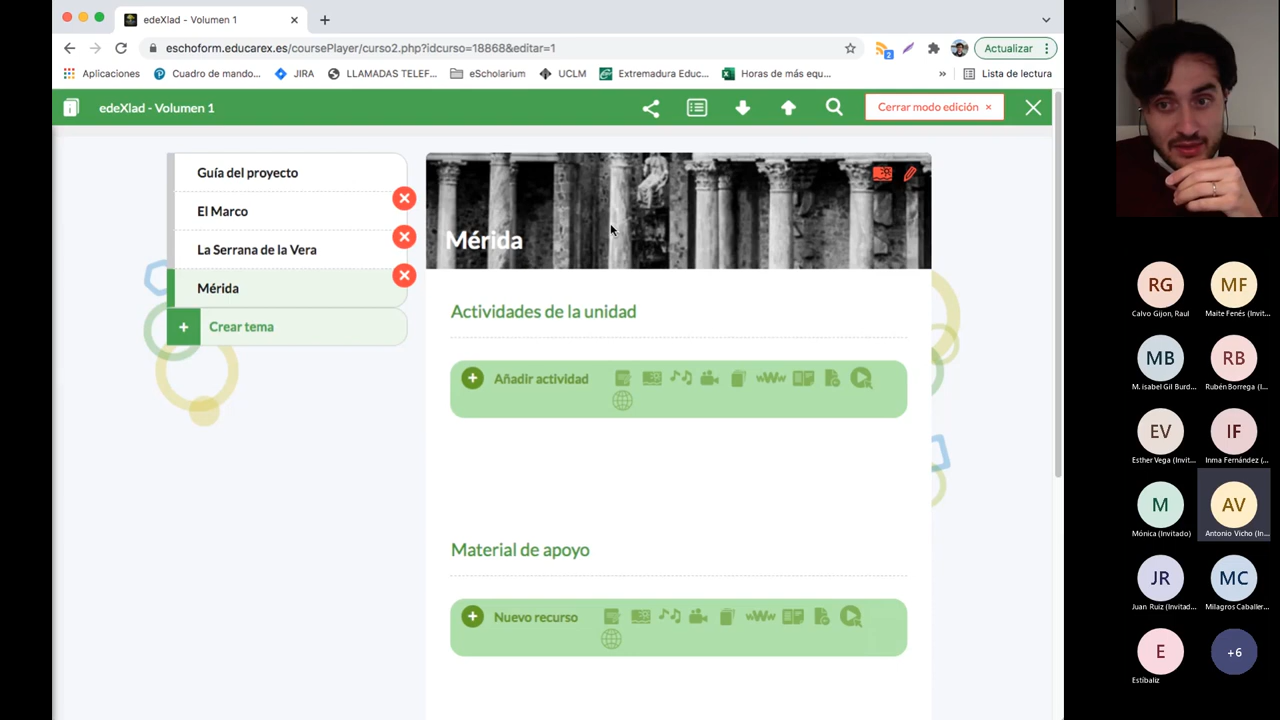 edeXlad - Volumen 1
eschoform.educarex.es/coursePlayer/curso2.php?idcurso=18868&editar=1
2
Actualizar
Aplicaciones
Cuadro de mando...
JIRA
LLAMADAS TELEF...
eScholarium
UCLM
Extremadura Educ...
Horas de más equ...
»
Lista de lectura
edeXlad - Volumen 1
Cerrar modo edición ×
Guía del proyecto
El Marco
La Serrana de la Vera
Mérida
+ Crear tema
Mérida
Actividades de la unidad
Añadir actividad
Material de apoyo
Nuevo recurso
RG
Calvo Gijon, Raul
MF
Maite Fenés (Invit...
MB
M. isabel Gil Burd...
RB
Rubén Borrega (I...
EV
Esther Vega (Invit...
IF
Inma Fernández (...
M
Mónica (Invitado)
AV
Antonio Vicho (In...
JR
Juan Ruiz (Invitad...
MC
Milagros Caballer...
E
Estíbaliz
+6